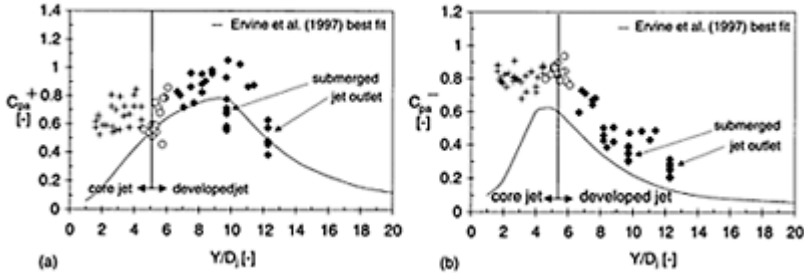 1.4
1.2
1
C pa + 0.8
[-]
0.6
0.4
0.2
0
— Ervine et al. (1997) best fit
submerged
jet outlet
core jet
developed jet
0 2 4 6 8 10 12 14 16 18 20
(a)
Y/Dj [-]
1.2
1
0.8
C pa -
[-]
0.6
0.4
0.2
0
— Ervine et al. (1997) best fit
submerged
jet outlet
core jet
developed jet
0 2 4 6 8 10 12 14 16 18 20
(b)
Y/Dj [-]